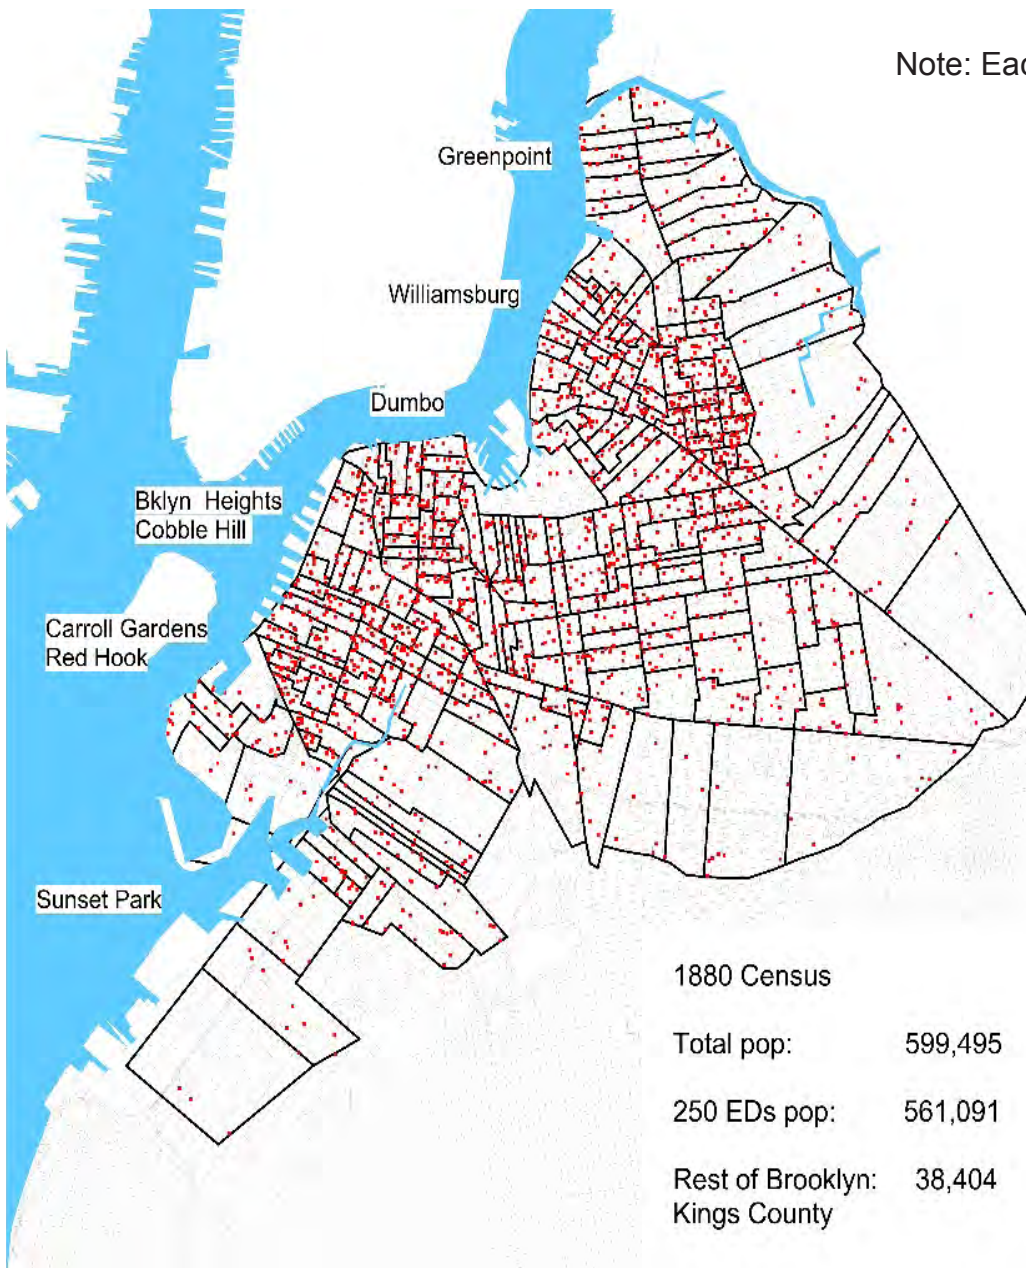 Note: Eac
Greenpoint
Williamsburg
Dumbo
Bklyn Heights
Cobble Hill
Carroll Gardens
Red Hook
Sunset Park
1880 Census
Total pop: 599,495
250 EDs pop: 561,091
Rest of Brooklyn: 38,404
Kings County